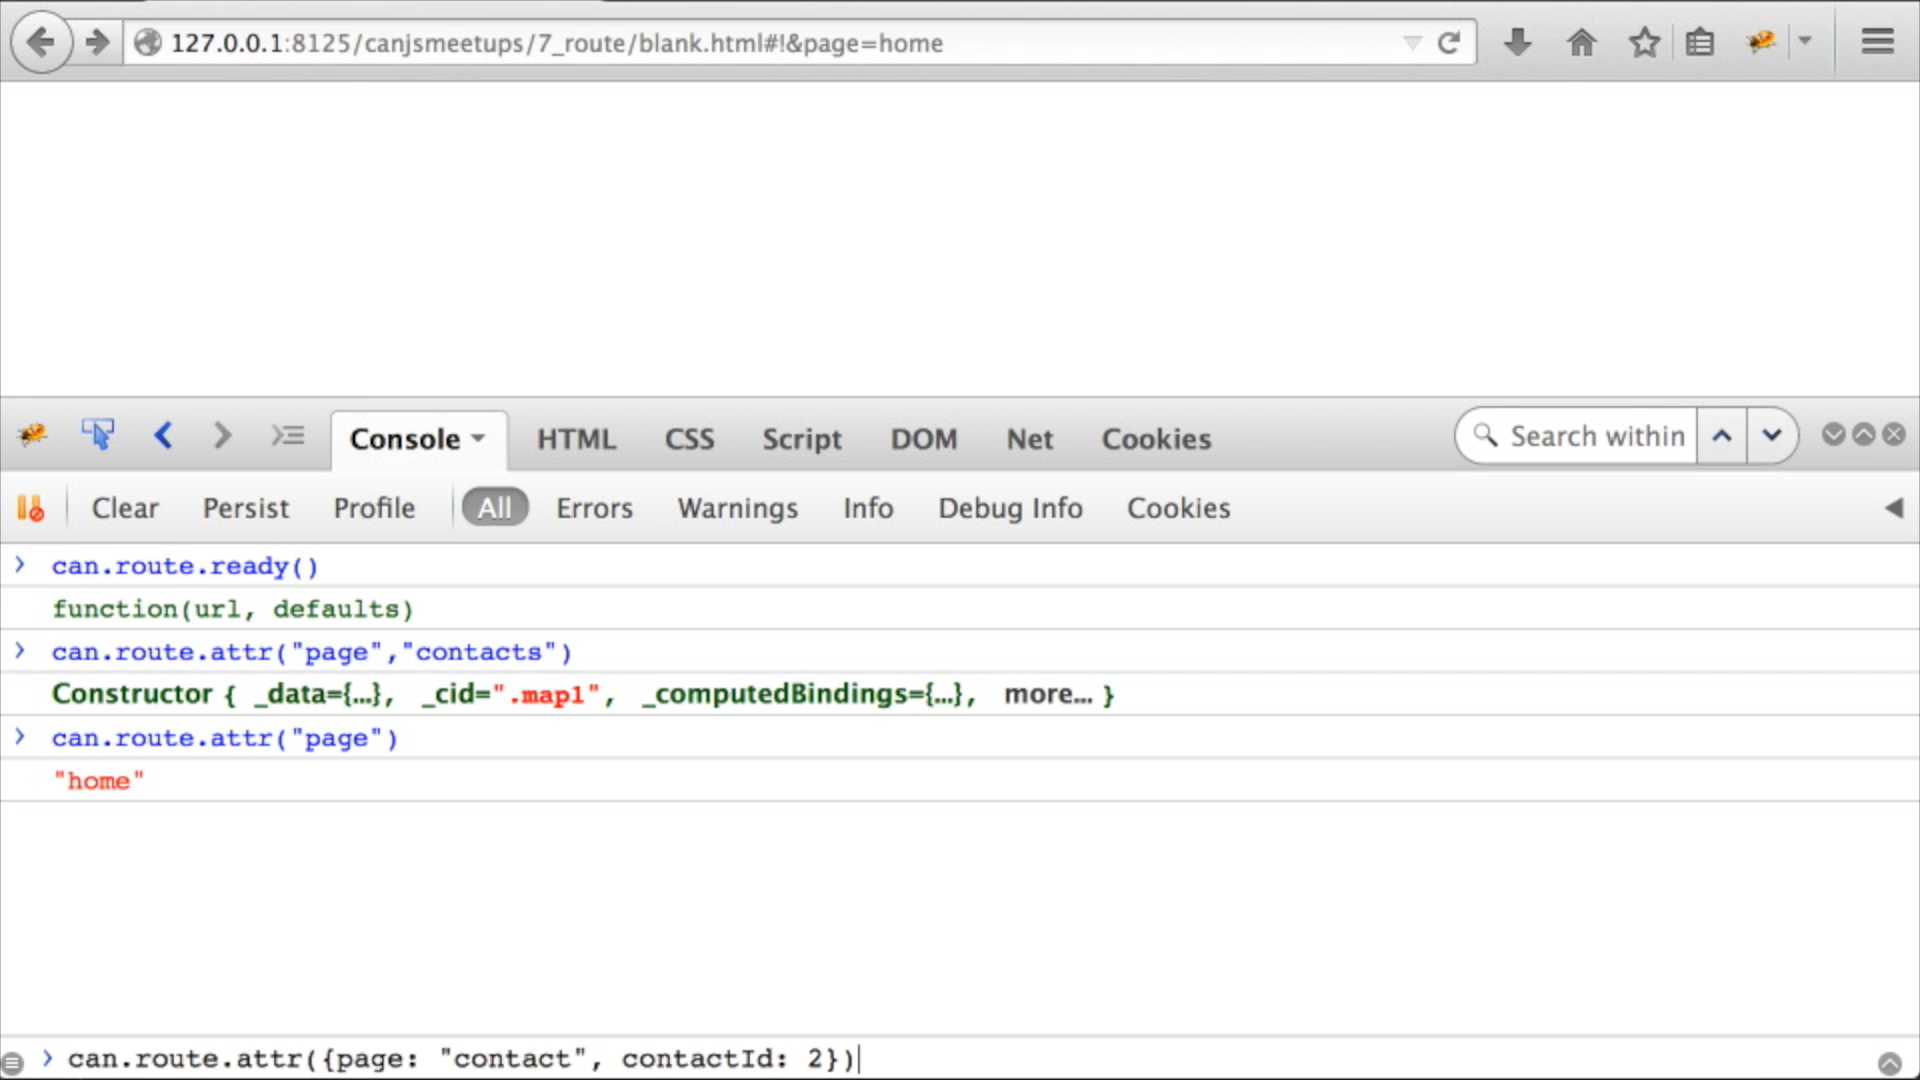 127.0.0.1:8125/canjsmeetups/7_route/blank.html#!&page=home
Console HTML CSS Script DOM Net Cookies Search within
Clear Persist Profile All Errors Warnings Info Debug Info Cookies
can.route.ready()
function(url, defaults)
can.route.attr("page","contacts")
Constructor { _data={...}, _cid=".map1", _computedBindings={...}, more... }
can.route.attr("page")
"home"
can.route.attr({page: "contact", contactId: 2})